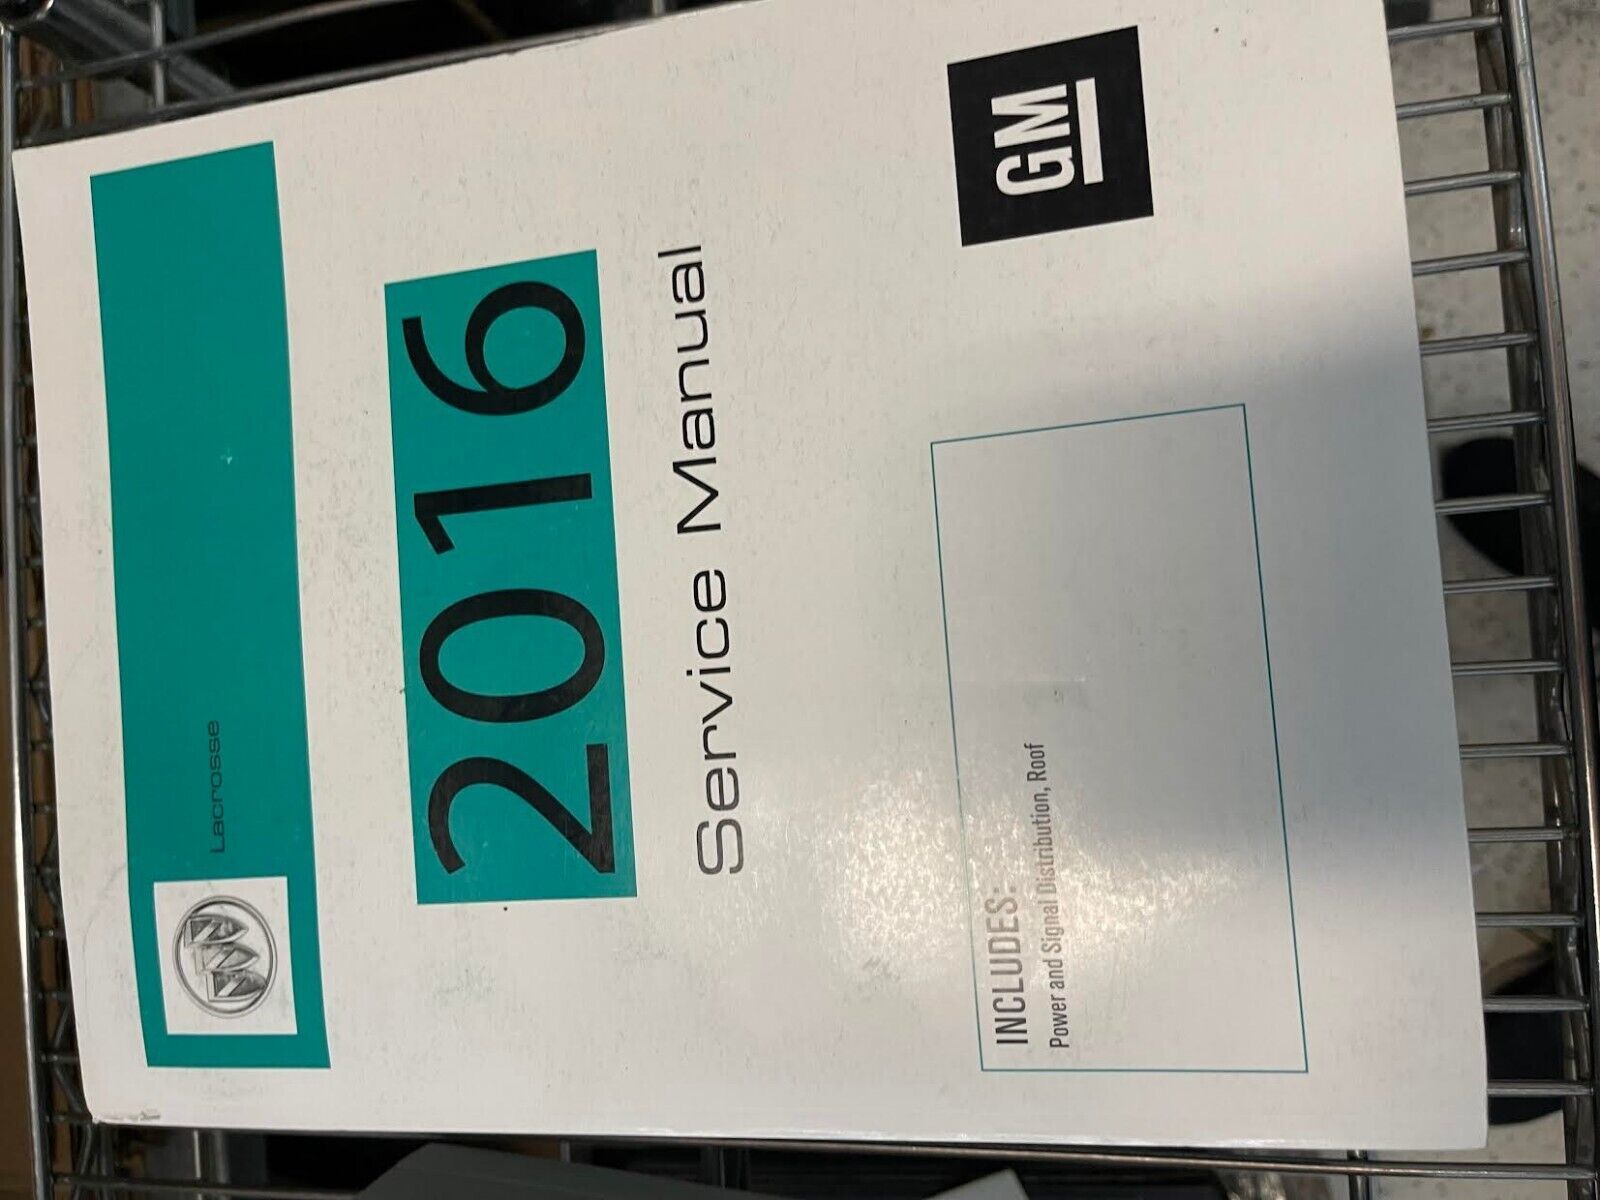 Lacrosse
2016
Service Manual
INCLUDES:
Power and Signal Distribution, Roof
GM